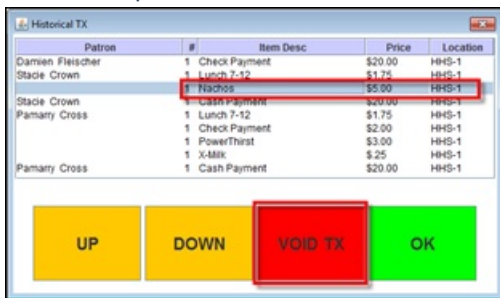 Historical TX
Patron # Item Desc Price Location
Damien Fleischer 1 Check Payment $20.00 HHS-1
Stacie Crown 1 Lunch 7-12 $1.75 HHS-1
1 Nachos $5.00 HHS-1
Stacie Crown 1 Cash Payment $20.00 HHS-1
Pamarry Cross 1 Lunch 7-12 $1.75 HHS-1
1 Check Payment $2.00 HHS-1
1 PowerThirst $3.00 HHS-1
1 X-Milk $.25 HHS-1
Pamarry Cross 1 Cash Payment $20.00 HHS-1
UP DOWN VOID TX OK